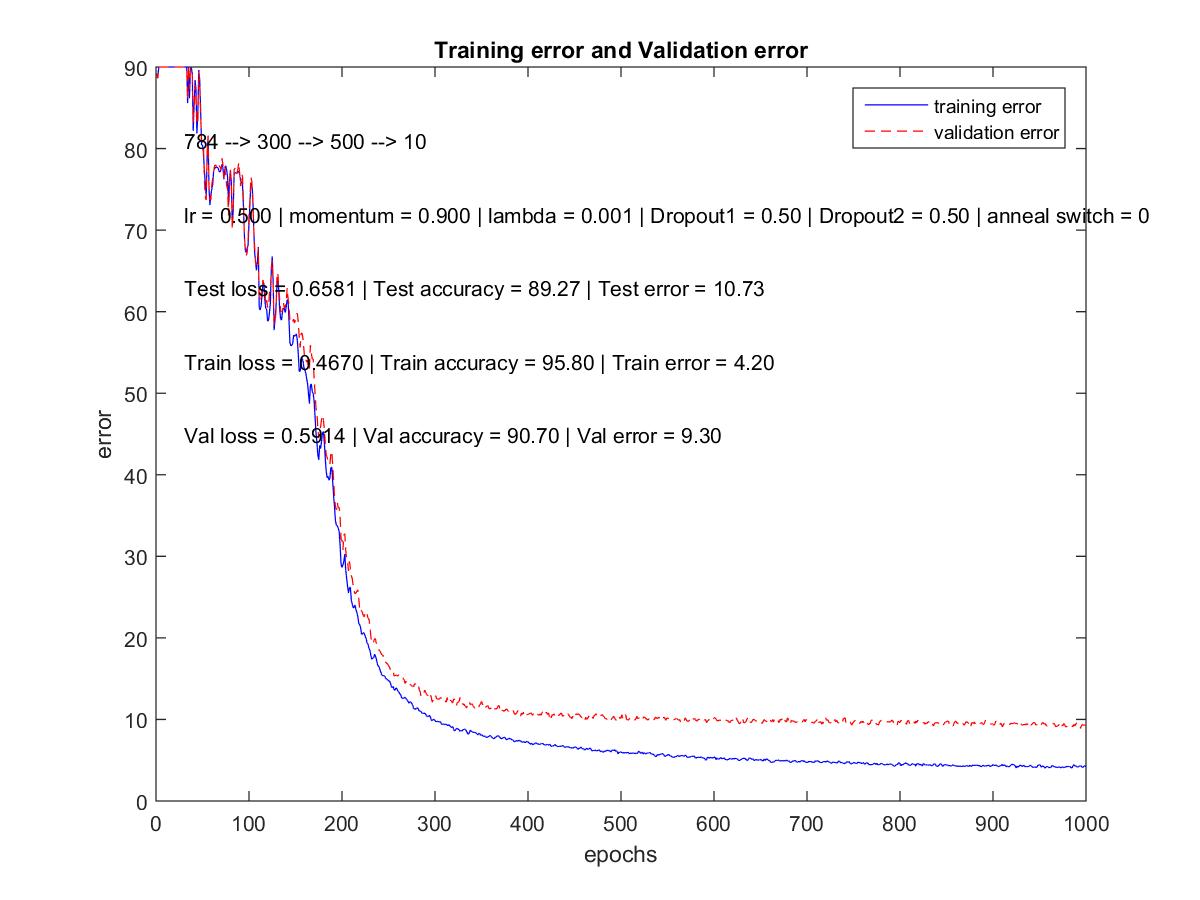 Training error and Validation error
90
training error
validation error
80
784 --> 300 --> 500 --> 10
lr = 0.500 | momentum = 0.900 | lambda = 0.001 | Dropout1 = 0.50 | Dropout2 = 0.50 | anneal switch = 0
70
Test loss = 0.6581 | Test accuracy = 89.27 | Test error = 10.73
60
Train loss = 0.4670 | Train accuracy = 95.80 | Train error = 4.20
50
Val loss = 0.5914 | Val accuracy = 90.70 | Val error = 9.30
error
40
30
20
10
0
0 100 200 300 400 500 600 700 800 900 1000
epochs